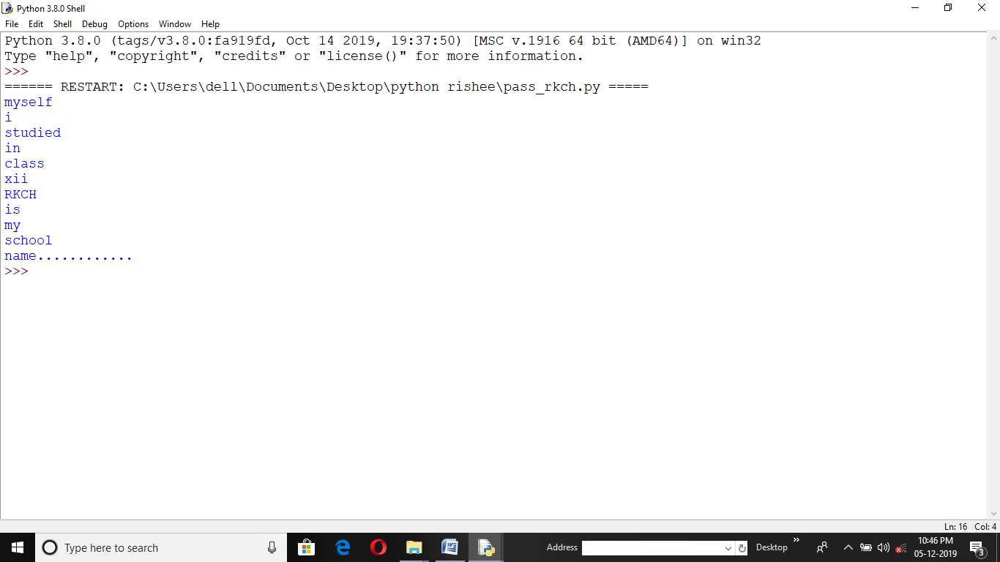 Python 3.8.0 Shell
File Edit Shell Debug Options Window Help
Python 3.8.0 (tags/v3.8.0:fa919fd, Oct 14 2019, 19:37:50) [MSC v.1916 64 bit (AMD64)] on win32
Type "help", "copyright", "credits" or "license()" for more information.
>>>
====== RESTART: C:\Users\dell\Documents\Desktop\python rishee\pass_rkch.py =====
myself
i
studied
in
class
xii
RKCH
is
my
school
name............
>>>
Ln: 16 Col: 4
Type here to search
Address
Desktop
10:46 PM
05-12-2019
3